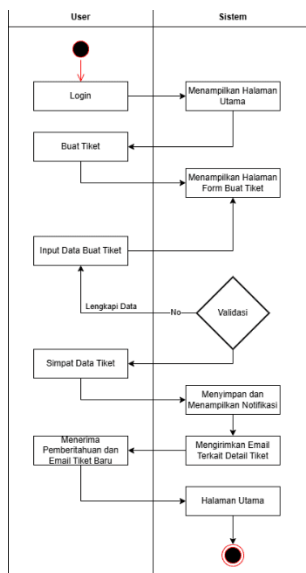 User
Sistem
Login
Menampilkan Halaman
Utama
Buat Tiket
Menampilkan Halaman
Form Buat Tiket
Input Data Buat Tiket
Lengkapi Data
No
Validasi
Simpat Data Tiket
Menyimpan dan
Menampilkan Notifikasi
Menerima
Pemberitahuan dan
Email Tiket Baru
Mengirimkan Email
Terkait Detail Tiket
Halaman Utama